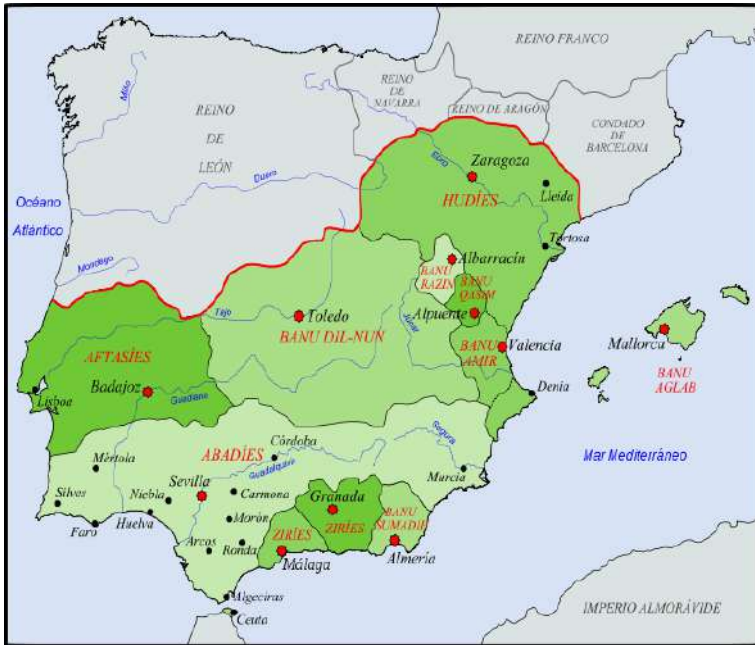 REINO FRANCO
REINO
DE
NAVARRA
REINO DE ARAGÓN
CONDADO
DE
BARCELONA
REINO
DE
LEÓN
Miño
Duero
Ebro
Océano
Atlántico
Mondego
Zaragoza
Lleida
HUDÍES
Tortosa
Albarracín
BANU
RAZIN
BANU
QASIM
Alpuente
Tajo
Toledo
BANU DIL-NUN
Júcar
BANU
AMIR
Valencia
Mallorca
BANU
AGLAB
AFTASÍES
Badajoz
Lisboa
Guadiana
Denia
Mar Mediterráneo
ABADÍES
Córdoba
Guadalquivir
Segura
Mértola
Sevilla
Murcia
Silves
Niebla
Carmona
Granada
BANU
SUMADIH
Faro
Huelva
Morón
ZIRÍES
ZIRÍES
Arcos
Ronda
Málaga
Almería
Algeciras
Ceuta
IMPERIO ALMORÁVIDE